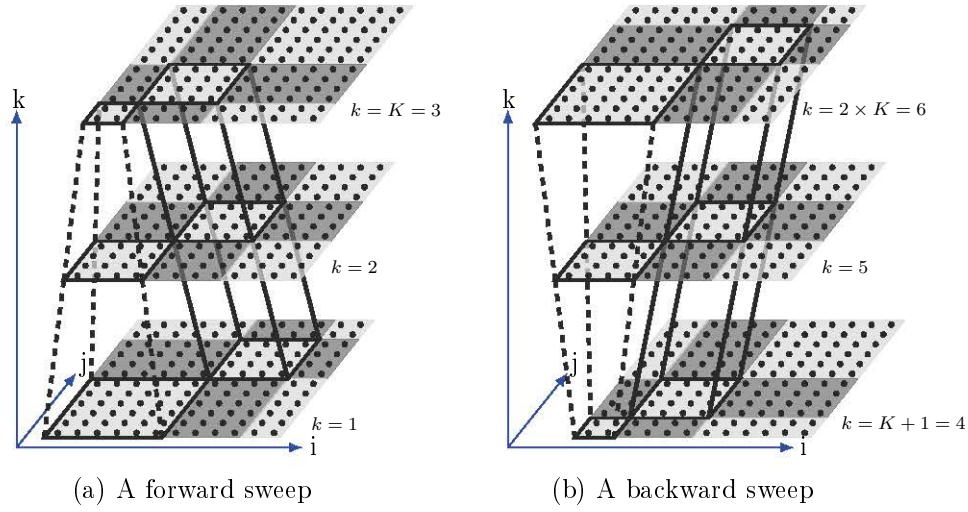 k
k = K = 3
k = 2
j
k = 1
i
(a) A forward sweep
k
k = 2 × K = 6
k = 5
j
k = K + 1 = 4
i
(b) A backward sweep